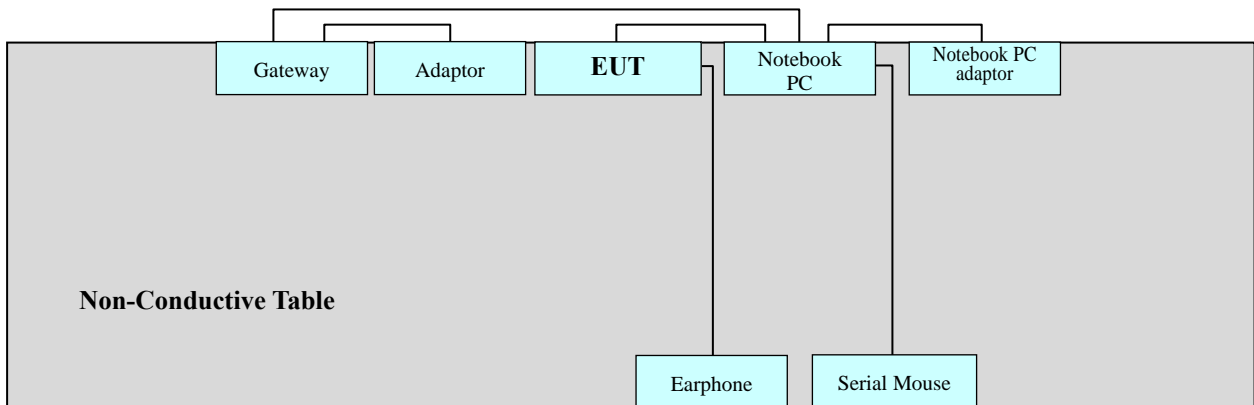 Gateway
Adaptor
EUT
Notebook
PC
Notebook PC
adaptor
Non-Conductive Table
Earphone
Serial Mouse